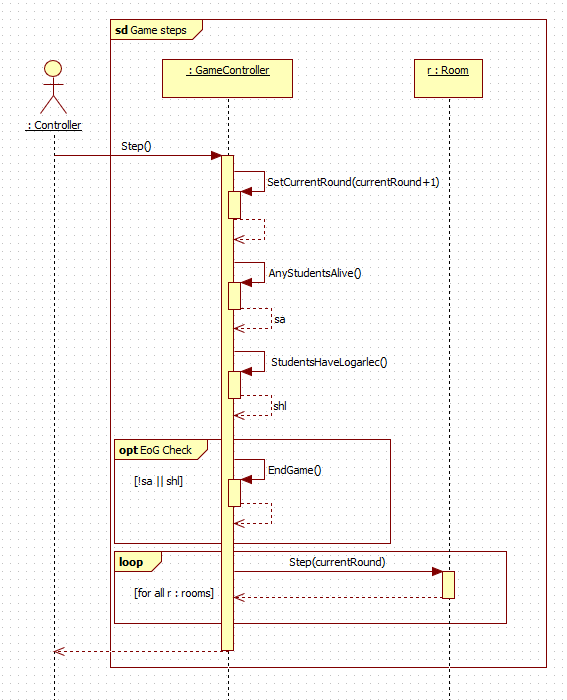 sd Game steps
: GameController
r : Room
: Controller
Step()
SetCurrentRound(currentRound+1)
AnyStudentsAlive()
sa
StudentsHaveLogarlec()
shl
opt EoG Check
EndGame()
[!sa || shl]
loop
Step(currentRound)
[for all r : rooms]